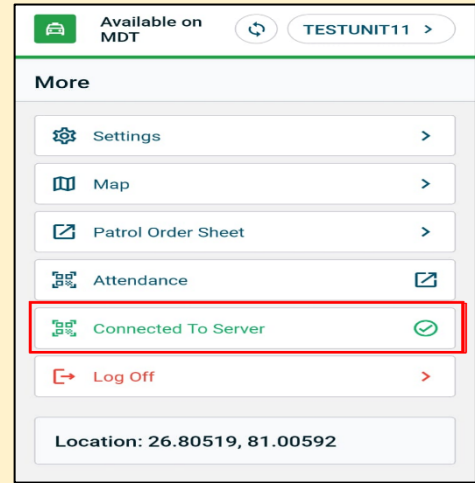 Available on
MDT
TESTUNIT11
More
Settings
Map
Patrol Order Sheet
Attendance
Connected To Server
Log Off
Location: 26.80519, 81.00592